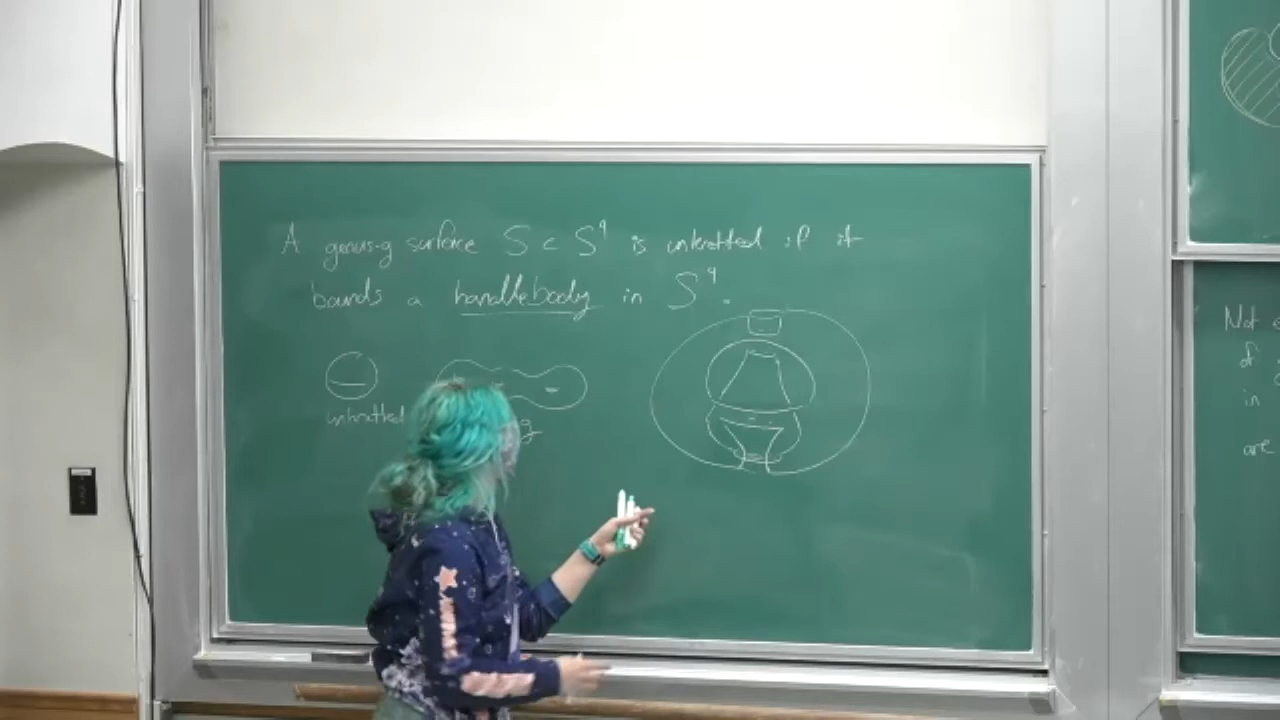 A genus-g surface S ⊂ S⁴ is unknotted if it
bounds a handlebody in S⁴.
unknotted
g
Not
of
in
are